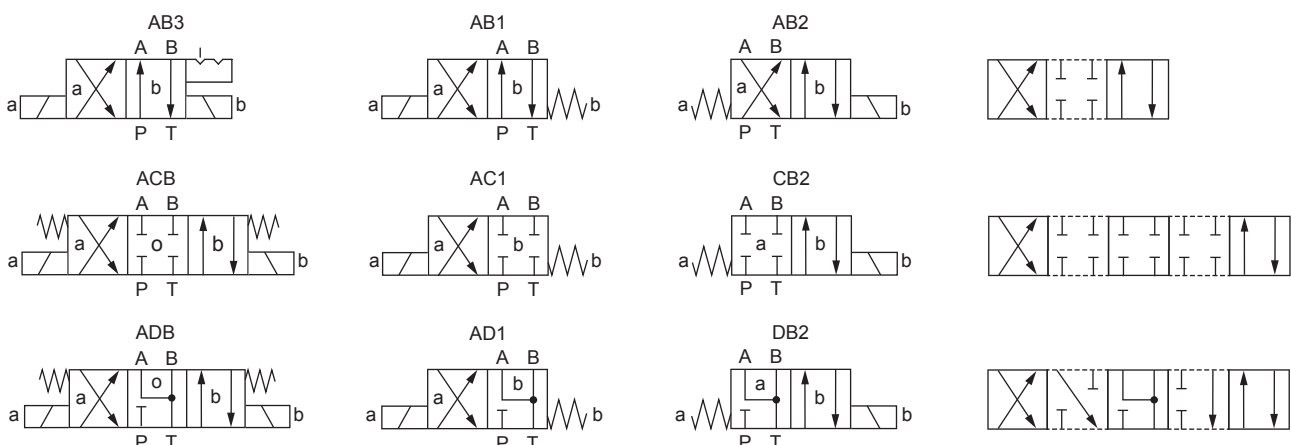 AB3 AB1 AB2
A B A B A B
a a b b a b b a a b b
P T P T P T
ACB AC1 CB2
A B A B A B
a a o b b a a b b a a b b
P T P T P T
ADB AD1 DB2
A B A B A B
a a o b b a a b b a a b b
P T P T P T